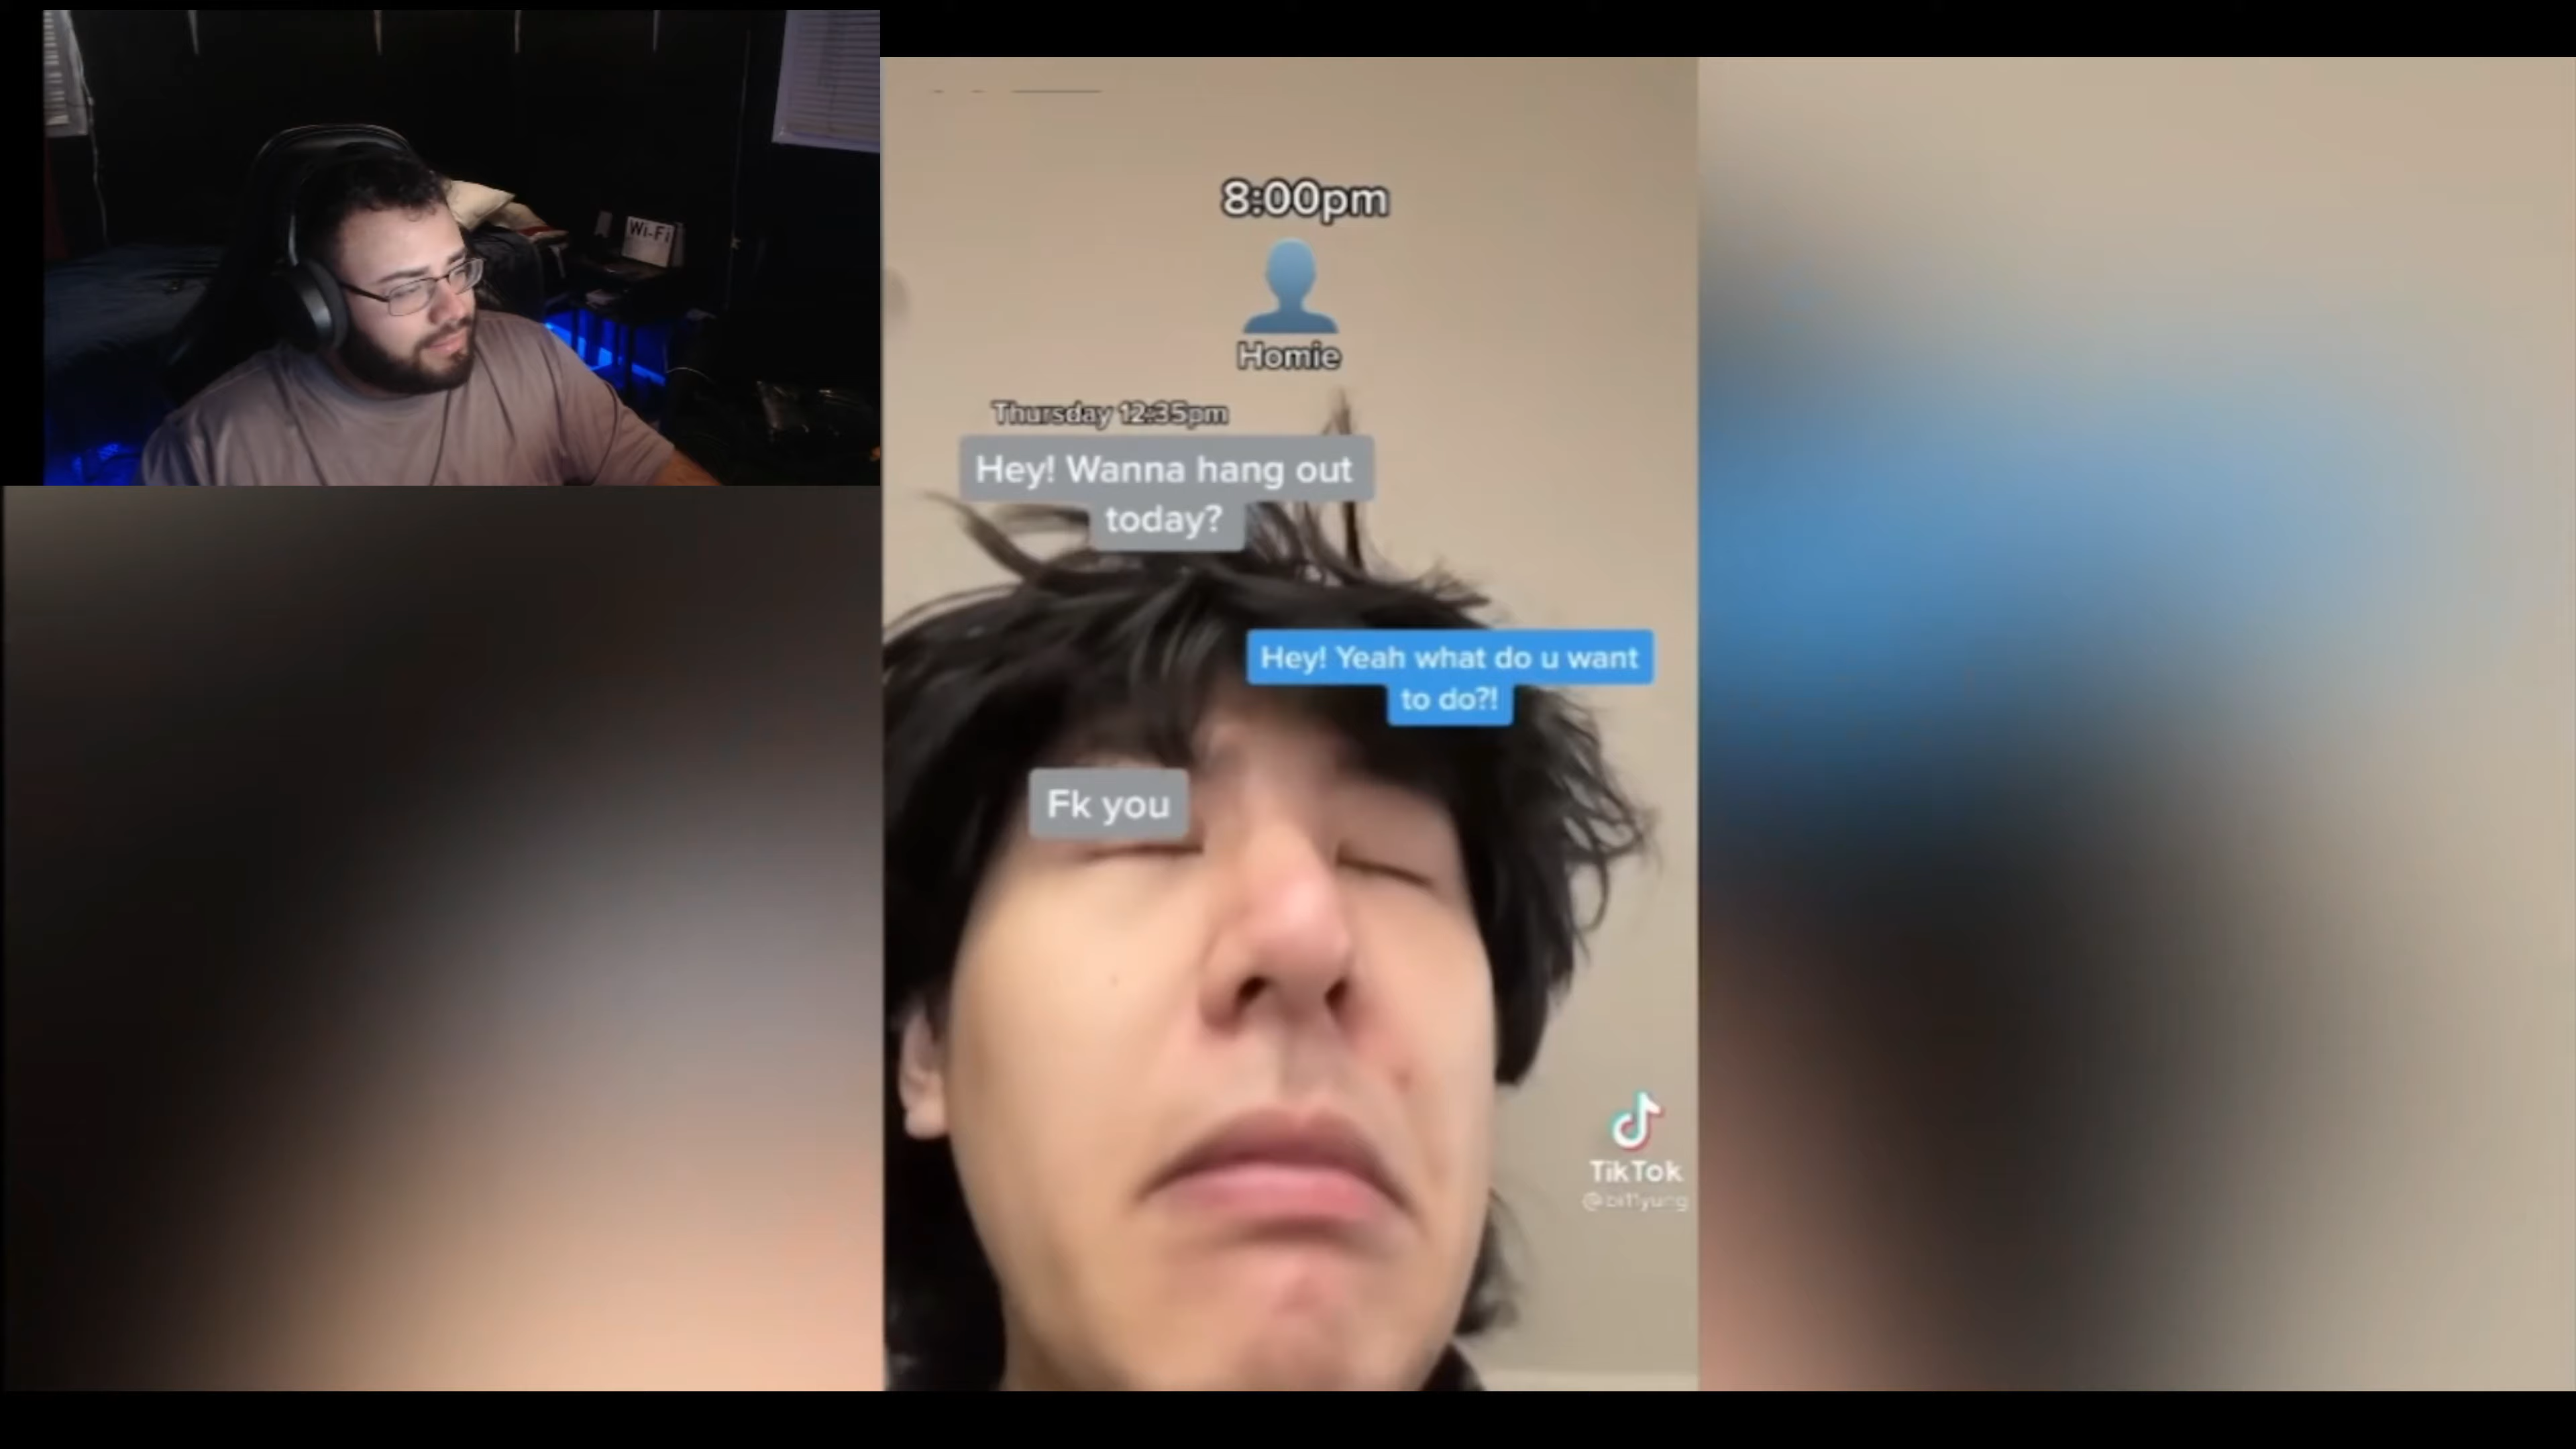 Wi-Fi
8:00pm
Homie
Thursday 12:35pm
Hey! Wanna hang out
today?
Hey! Yeah what do u want
to do?!
Fk you
TikTok